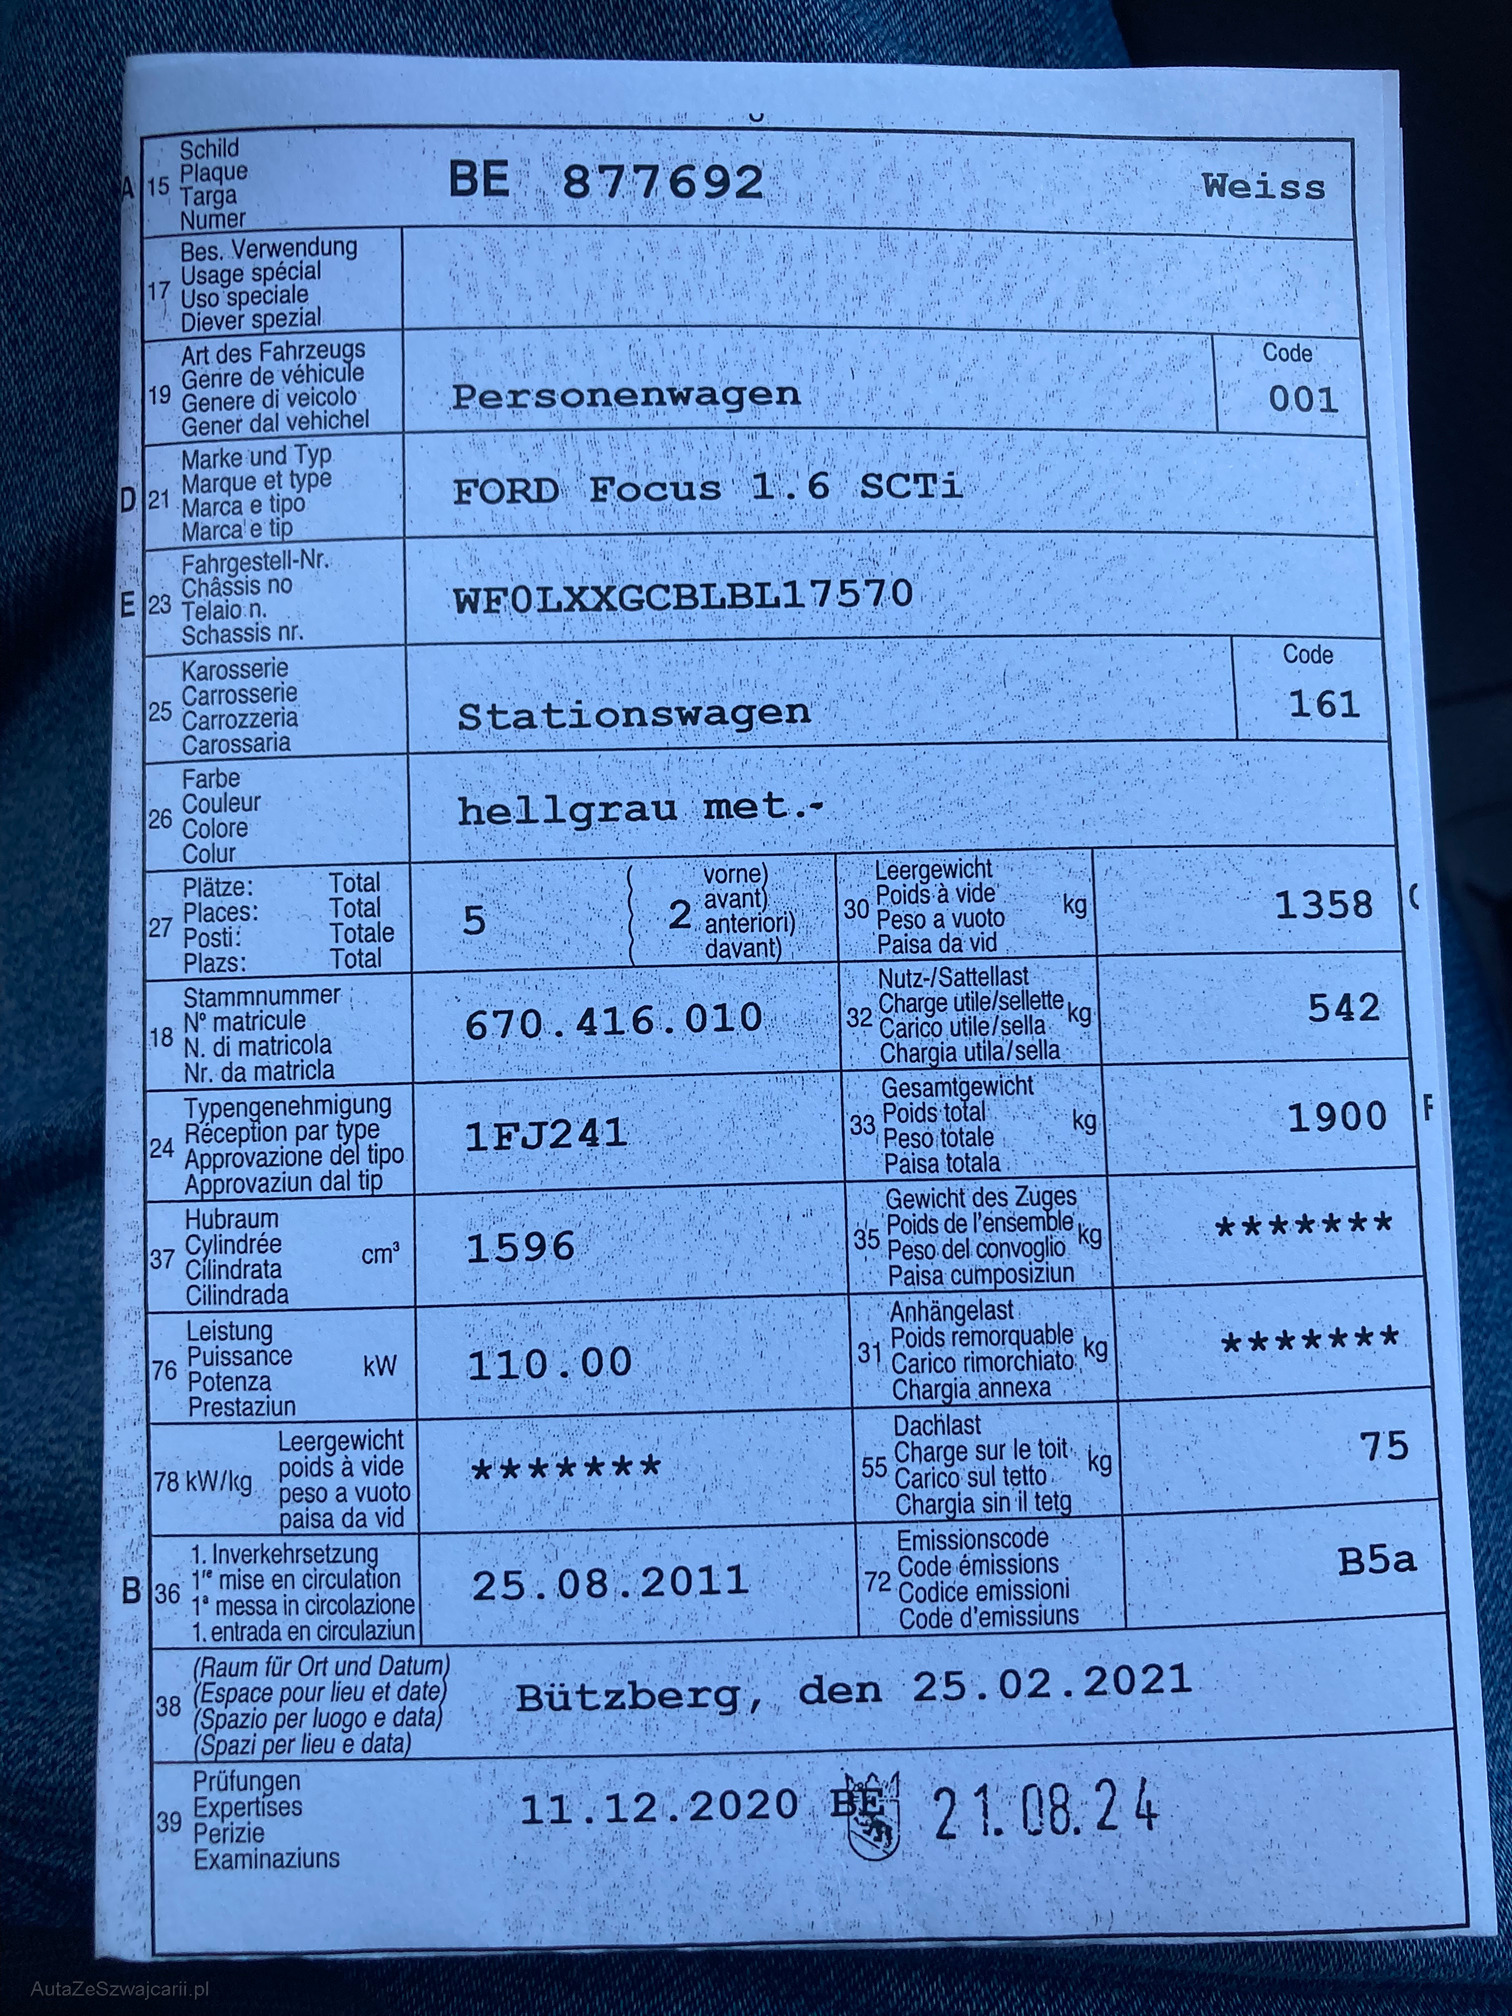 A 15 Schild
Plaque
Targa
Numer
BE 877692 Weiss
17 Bes. Verwendung
Usage spécial
Uso speciale
Diever spezial
19 Art des Fahrzeugs
Genre de véhicule
Genere di veicolo
Gener dal vehichel
Personenwagen
Code
001
D 21 Marke und Typ
Marque et type
Marca e tipo
Marca e tip
FORD Focus 1.6 SCTi
E 23 Fahrgestell-Nr.
Châssis no
Telaio n.
Schassis nr.
WF0LXXGCBLBL17570
25 Karosserie
Carrosserie
Carrozzeria
Carossaria
Stationswagen
Code
161
26 Farbe
Couleur
Colore
Colur
hellgrau met.-
27 Plätze: Total
Places: Total
Posti: Totale
Plazs: Total
5
2
vorne)
avant)
anteriori)
davant)
30 Leergewicht
Poids à vide
Peso a vuoto
Paisa da vid
kg
1358
18 Stammnummer
N° matricule
N. di matricola
Nr. da matricla
670.416.010
32 Nutz-/Sattellast
Charge utile/sellette
Carico utile/sella
Chargia utila/sella
kg
542
24 Typengenehmigung
Réception par type
Approvazione del tipo
Approvaziun dal tip
1FJ241
33 Gesamtgewicht
Poids total
Peso totale
Paisa totala
kg
1900
F
37 Hubraum
Cylindrée
Cilindrata
Cilindrada
cm³
1596
35 Gewicht des Zuges
Poids de l'ensemble
Peso del convoglio
Paisa cumposiziun
kg
*******
76 Leistung
Puissance
Potenza
Prestaziun
kW
110.00
31 Anhängelast
Poids remorquable
Carico rimorchiato
Chargia annexa
kg
*******
78 kW/kg Leergewicht
poids à vide
peso a vuoto
paisa da vid
*******
55 Dachlast
Charge sur le toit
Carico sul tetto
Chargia sin il tetg
kg
75
B 36 1. Inverkehrsetzung
1re mise en circulation
1a messa in circolazione
1. entrada en circulaziun
25.08.2011
72 Emissionscode
Code émissions
Codice emissioni
Code d'emissiuns
B5a
38 (Raum für Ort und Datum)
(Espace pour lieu et date)
(Spazio per luogo e data)
(Spazi per lieu e data)
Bützberg, den 25.02.2021
39 Prüfungen
Expertises
Perizie
Examinaziuns
11.12.2020 BE 21.08.24
AutaZeSzwajcarii.pl